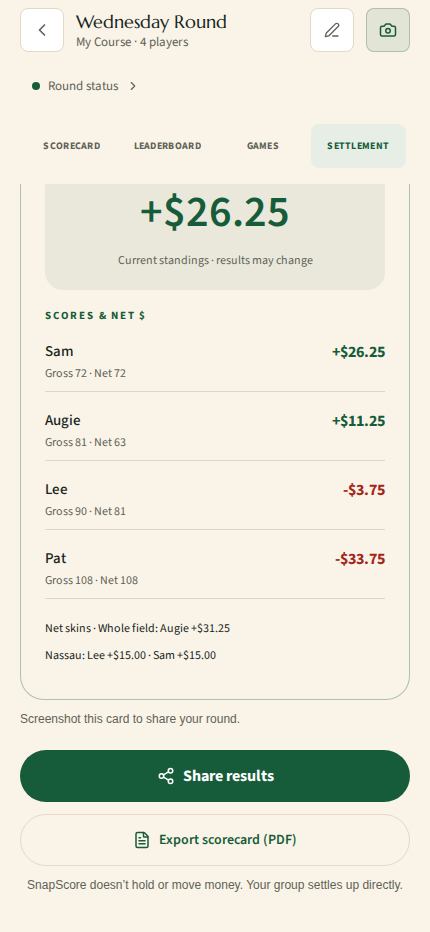 Wednesday Round
My Course · 4 players
Round status
SCORECARD LEADERBOARD GAMES SETTLEMENT
+$26.25
Current standings · results may change
SCORES & NET $
Sam +$26.25
Gross 72 · Net 72
Augie +$11.25
Gross 81 · Net 63
Lee -$3.75
Gross 90 · Net 81
Pat -$33.75
Gross 108 · Net 108
Net skins · Whole field: Augie +$31.25
Nassau: Lee +$15.00 · Sam +$15.00
Screenshot this card to share your round.
Share results
Export scorecard (PDF)
SnapScore doesn't hold or move money. Your group settles up directly.